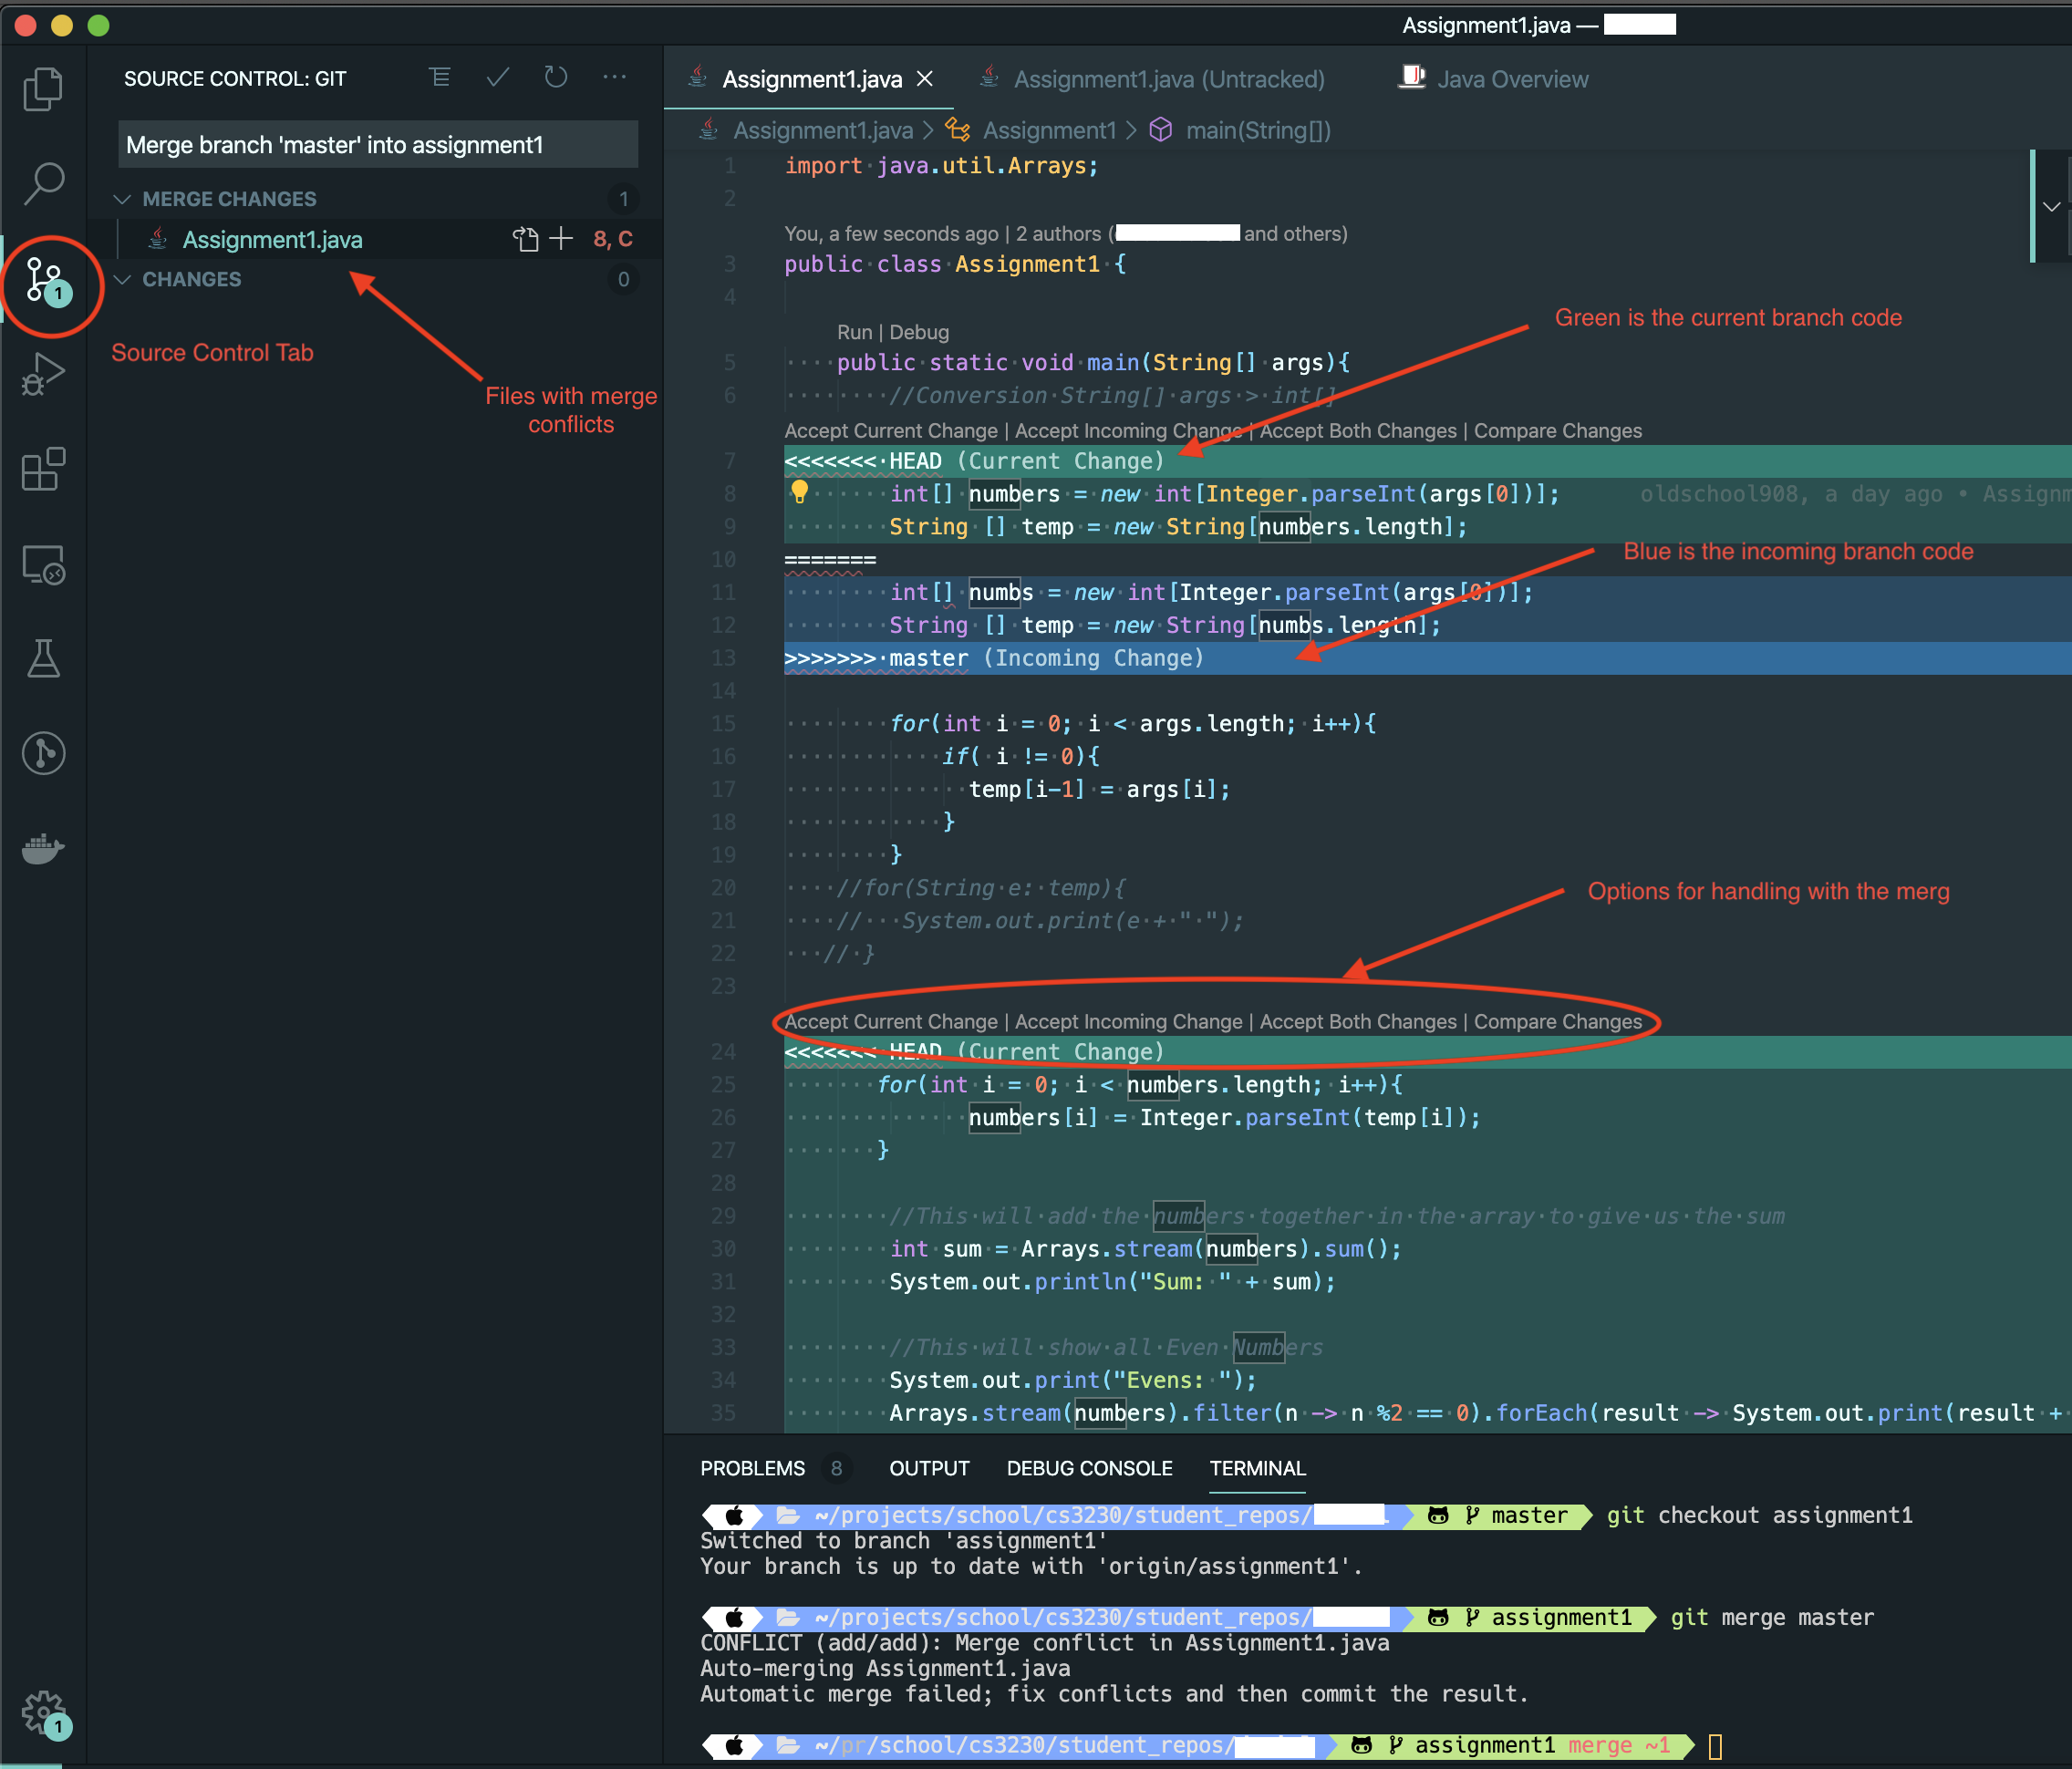 Assignment1.java —
SOURCE CONTROL: GIT
Merge branch 'master' into assignment1
MERGE CHANGES 1
Assignment1.java 8, C
CHANGES 0
1
Source Control Tab
Files with merge
conflicts
1
Assignment1.java Assignment1.java (Untracked) Java Overview
Assignment1.java > Assignment1 > main(String[])
1 import java.util.Arrays;
2
You, a few seconds ago | 2 authors ( and others)
3 public class Assignment1 {
4
Green is the current branch code
Run | Debug
5 public static void main(String[] args){
6 //Conversion String[] args > int[]
Accept Current Change | Accept Incoming Change | Accept Both Changes | Compare Changes
7 <<<<<<< HEAD (Current Change)
8 int[] numbers = new int[Integer.parseInt(args[0])]; oldschool908, a day ago • Assignm
9 String [] temp = new String[numbers.length];
10 =======
Blue is the incoming branch code
11 int[] numbs = new int[Integer.parseInt(args[0])];
12 String [] temp = new String[numbs.length];
13 >>>>>>> master (Incoming Change)
14
15 for(int i = 0; i < args.length; i++){
16 if( i != 0){
17 temp[i-1] = args[i];
18 }
19 }
20 //for(String e: temp){
Options for handling with the merg
21 // System.out.print(e + " ");
22 // }
23
Accept Current Change | Accept Incoming Change | Accept Both Changes | Compare Changes
24 <<<<<<< HEAD (Current Change)
25 for(int i = 0; i < numbers.length; i++){
26 numbers[i] = Integer.parseInt(temp[i]);
27 }
28
29 //This will add the numbers together in the array to give us the sum
30 int sum = Arrays.stream(numbers).sum();
31 System.out.println("Sum: " + sum);
32
33 //This will show all Even Numbers
34 System.out.print("Evens: ");
35 Arrays.stream(numbers).filter(n -> n %2 == 0).forEach(result -> System.out.print(result +
PROBLEMS 8 OUTPUT DEBUG CONSOLE TERMINAL
~/projects/school/cs3230/student_repos/ master git checkout assignment1
Switched to branch 'assignment1'
Your branch is up to date with 'origin/assignment1'.
~/projects/school/cs3230/student_repos/ assignment1 git merge master
CONFLICT (add/add): Merge conflict in Assignment1.java
Auto-merging Assignment1.java
Automatic merge failed; fix conflicts and then commit the result.
~/pr/school/cs3230/student_repos/ assignment1 merge ~1
1